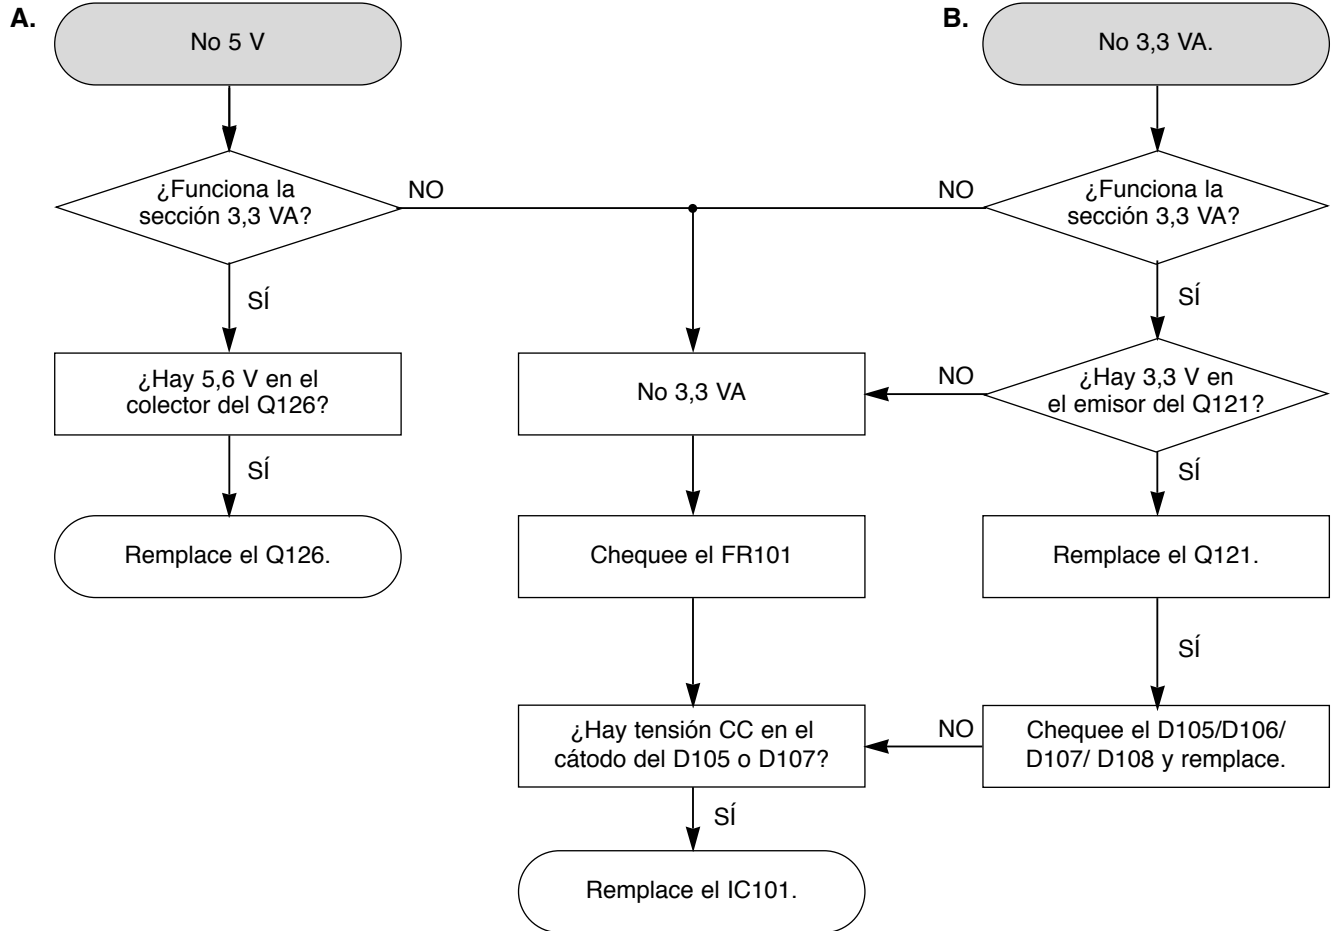 A.
No 5 V
B.
No 3,3 VA.
¿Funciona la
sección 3,3 VA?
NO
NO
¿Funciona la
sección 3,3 VA?
SÍ
SÍ
¿Hay 5,6 V en el
colector del Q126?
No 3,3 VA
NO
¿Hay 3,3 V en
el emisor del Q121?
SÍ
SÍ
Remplace el Q126.
Chequee el FR101
Remplace el Q121.
SÍ
¿Hay tensión CC en el
cátodo del D105 o D107?
NO
Chequee el D105/D106/
D107/ D108 y remplace.
SÍ
Remplace el IC101.